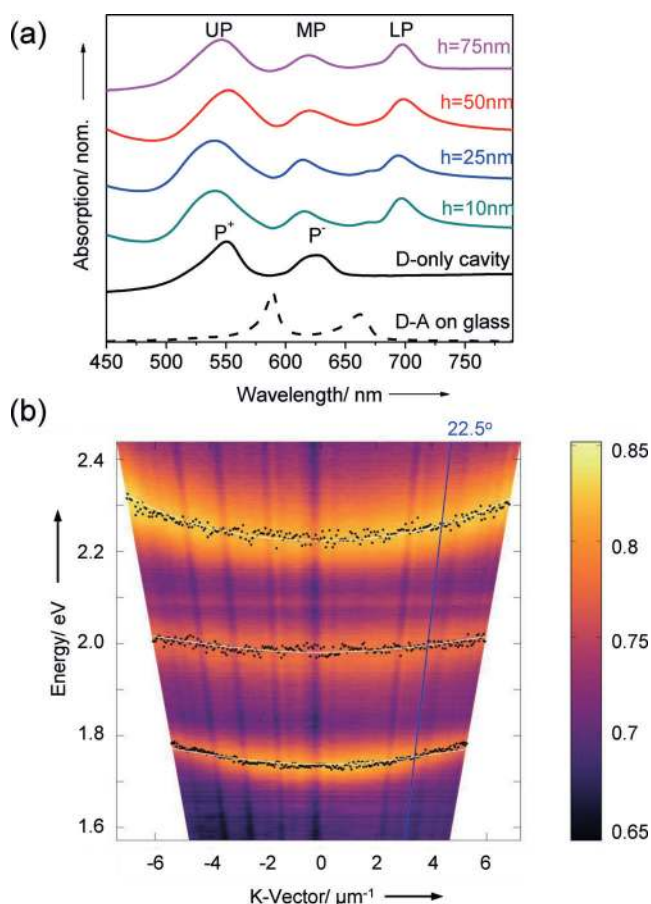 (a)
UP MP LP
h=75nm
h=50nm
h=25nm
h=10nm
P+ P-
D-only cavity
D-A on glass
Absorption/ nom.
450 500 550 600 650 700 750
Wavelength/ nm
(b)
22.5o
2.4
2.2
2.0
1.8
1.6
Energy/ eV
-6 -4 -2 0 2 4 6
K-Vector/ µm-1
0.85
0.8
0.75
0.7
0.65